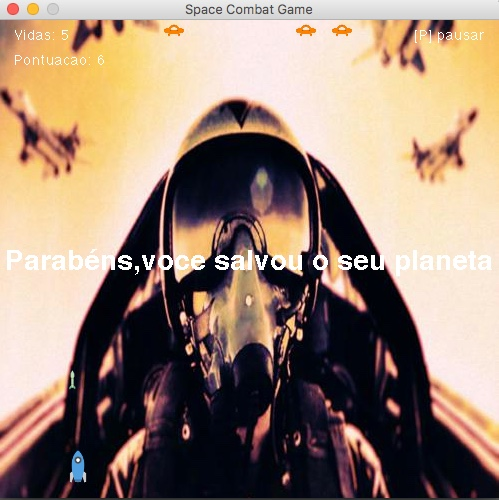 Space Combat Game
Vidas: 5
[P] pausar
Pontuacao: 6
Parabéns,voce salvou o seu planeta